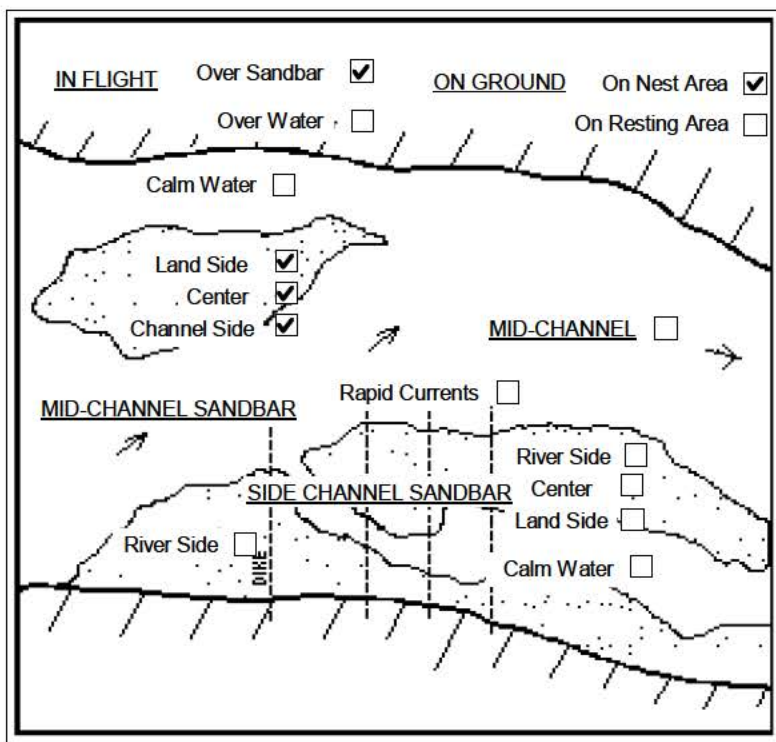 IN FLIGHT Over Sandbar ON GROUND On Nest Area
Over Water On Resting Area
Calm Water
Land Side
Center
Channel Side
MID-CHANNEL
Rapid Currents
MID-CHANNEL SANDBAR
River Side
SIDE CHANNEL SANDBAR Center
Land Side
River Side
DIKE
Calm Water